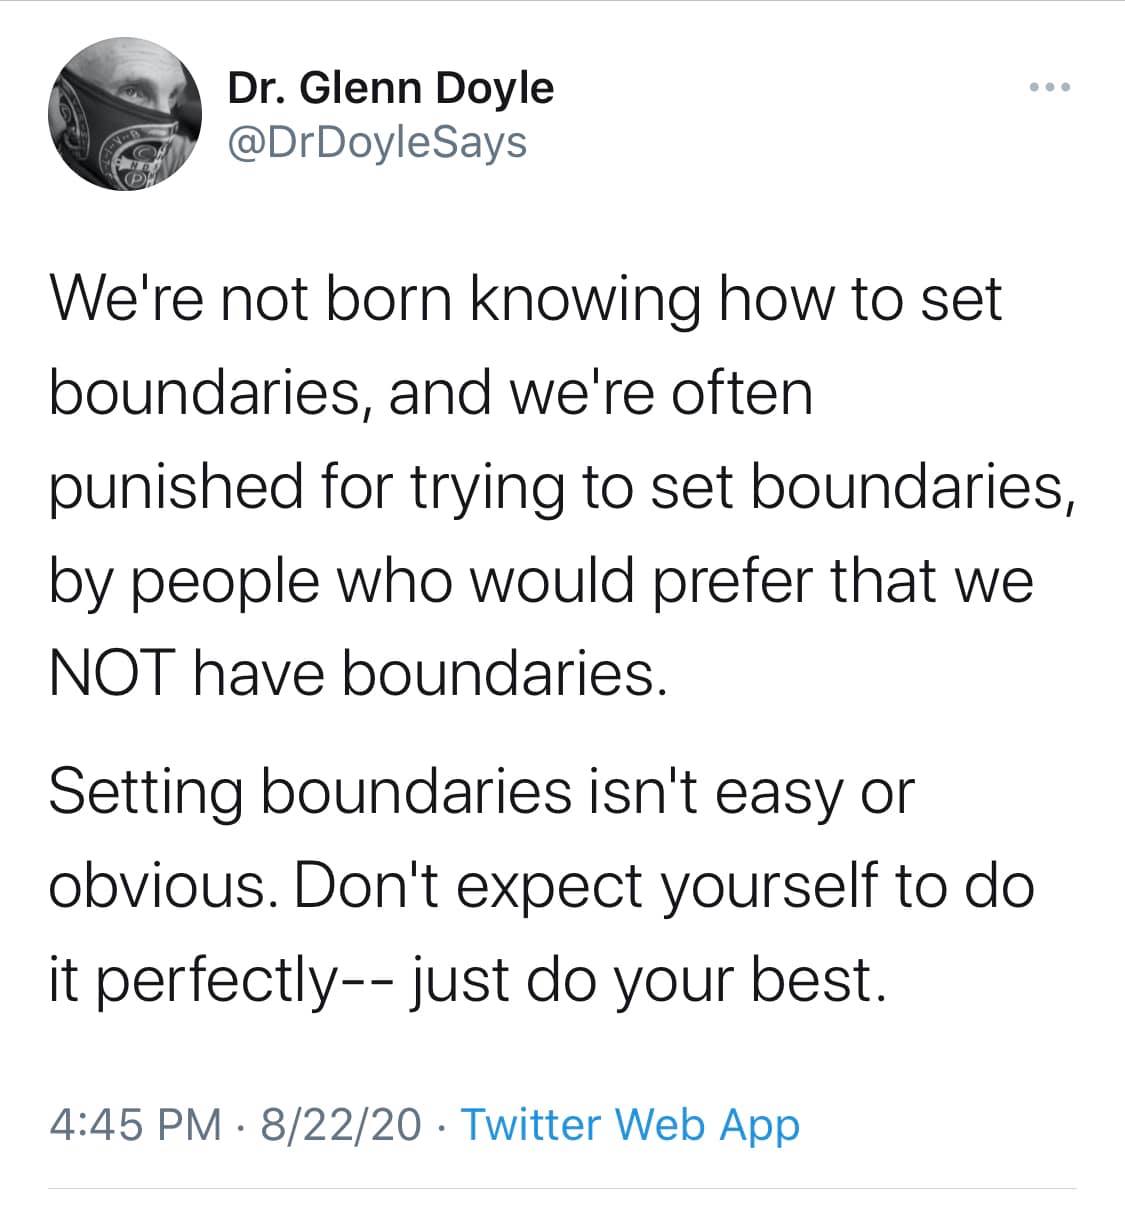 Dr. Glenn Doyle
@DrDoyleSays
We're not born knowing how to set
boundaries, and we're often
punished for trying to set boundaries,
by people who would prefer that we
NOT have boundaries.
Setting boundaries isn't easy or
obvious. Don't expect yourself to do
it perfectly-- just do your best.
4:45 PM · 8/22/20 · Twitter Web App